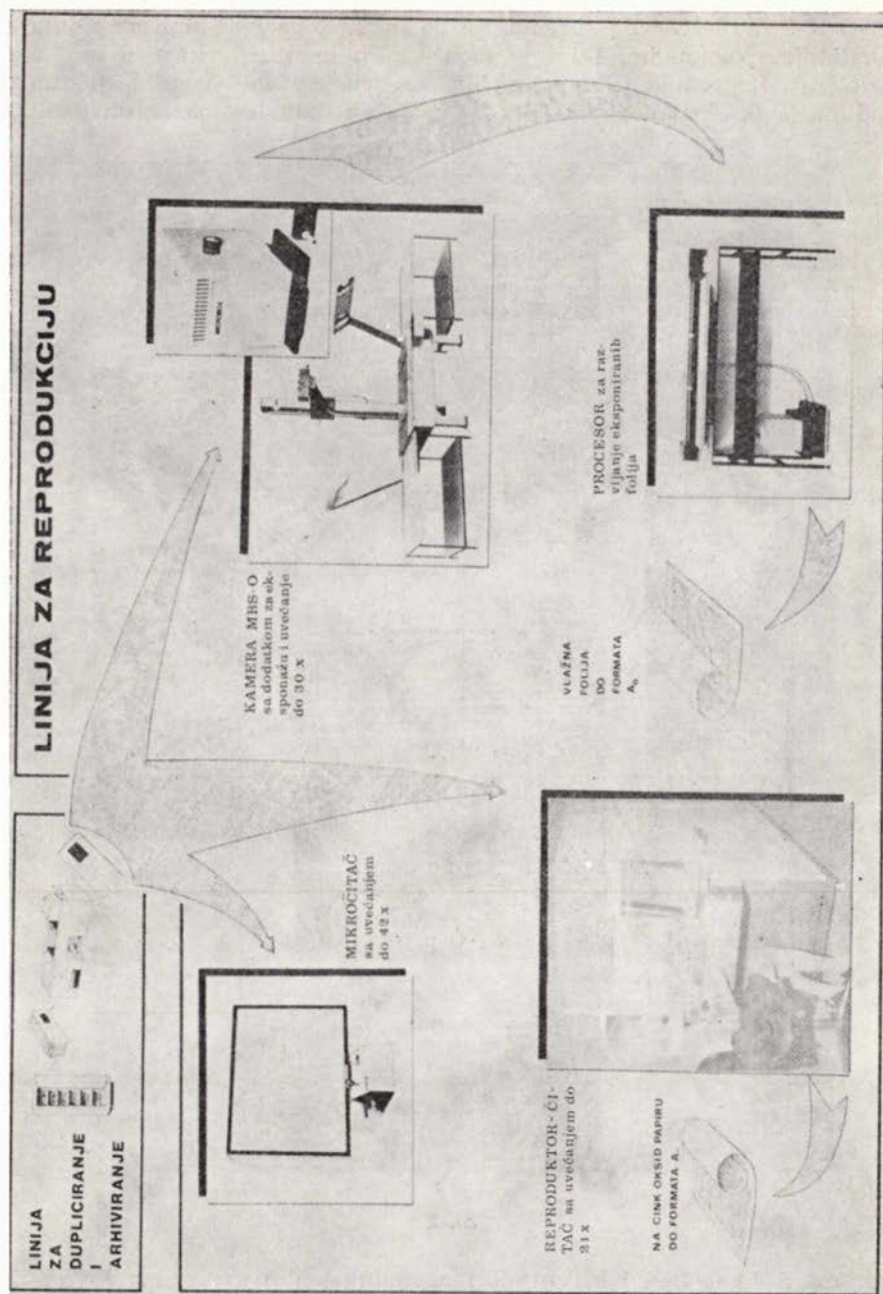 LINIJA
ZA
DUPLICIRANJE
I
ARHIVIRANJE
LINIJA ZA REPRODUKCIJU
MIKROČITAČ
sa uvećanjem
do 42 x
KAMERA MBS-O
sa dodatkom za ek-
sponažu i uvećanje
do 30 x
REPRODUKTOR - ČI-
TAČ sa uvećanjem do
21 x
NA CINK OKSID PAPIRU
DO FORMATA A
VLAŽNA
FOLIJA
DO
FORMATA
A₀
PROCESOR za raz-
vijanje eksponiranih
folija